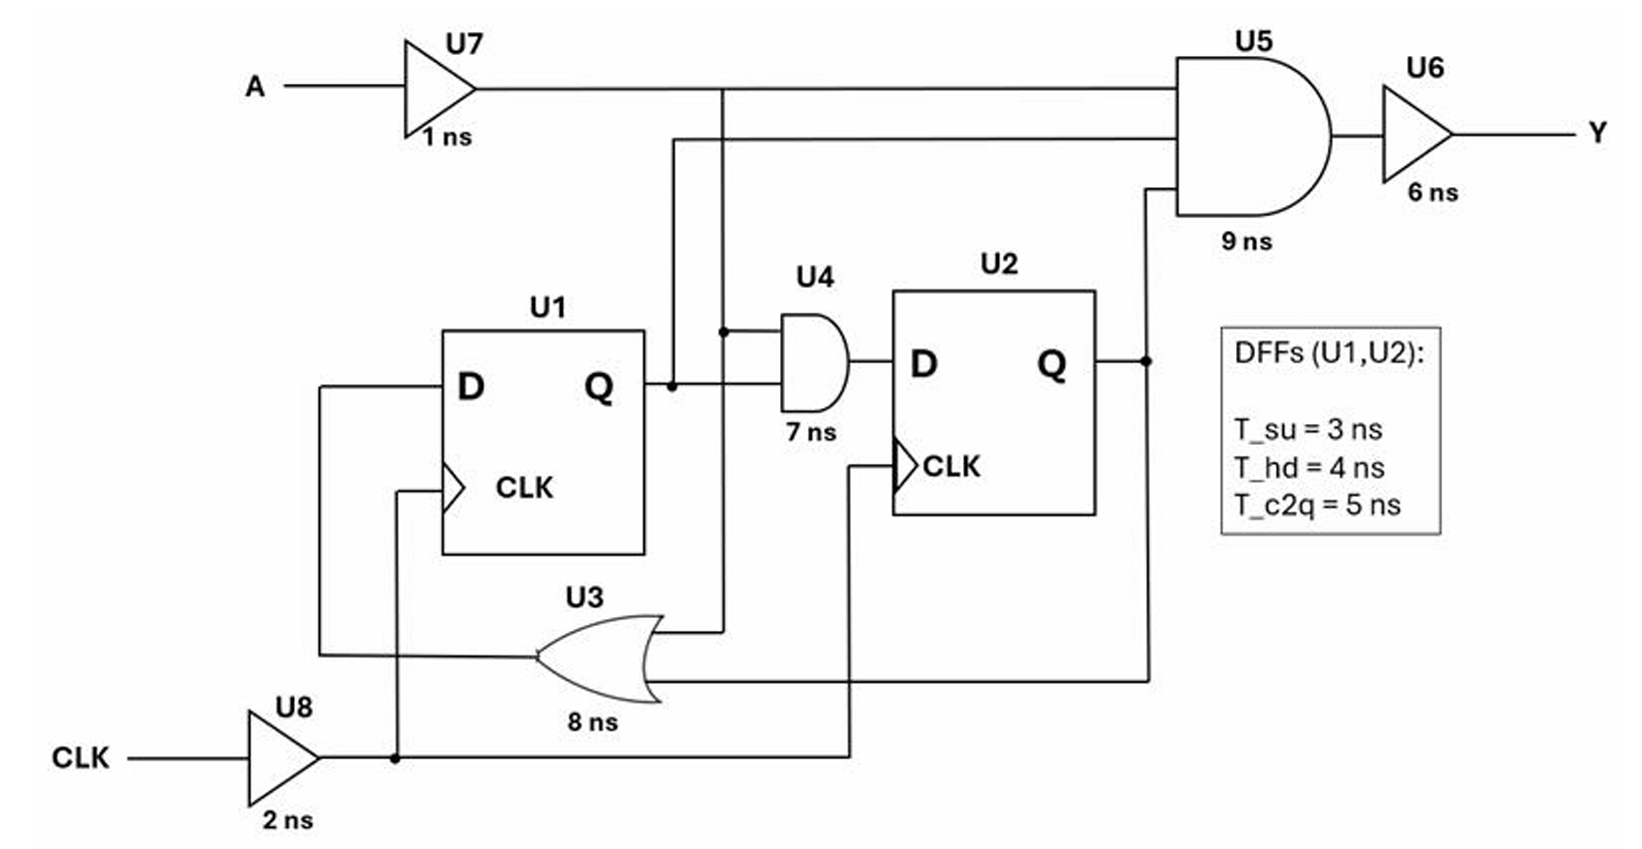 U7
A
1 ns
U5
U6
Y
6 ns
9 ns
U4
U2
U1
D
Q
D
Q
7 ns
CLK
CLK
DFFs (U1,U2):
T_su = 3 ns
T_hd = 4 ns
T_c2q = 5 ns
U3
8 ns
U8
CLK
2 ns